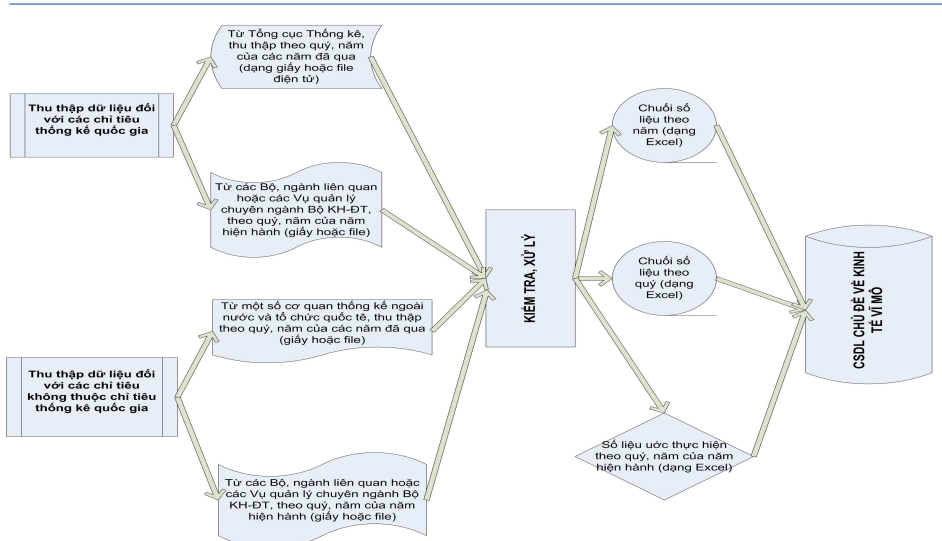 Từ Tổng cục Thống kê,
thu thập theo quý, năm
của các năm đã qua
(dạng giấy hoặc file
điện tử)
Thu thập dữ liệu đối
với các chỉ tiêu
thống kê quốc gia
Từ các Bộ, ngành liên quan
hoặc các Vụ quản lý
chuyên ngành Bộ KH-ĐT,
theo quý, năm của năm
hiện hành (giấy hoặc file)
Từ một số cơ quan thống kê ngoài
nước và tổ chức quốc tế, thu thập
theo quý, năm của các năm đã qua
(giấy hoặc file)
Thu thập dữ liệu đối
với các chỉ tiêu
không thuộc chỉ tiêu
thống kê quốc gia
Từ các Bộ, ngành liên quan hoặc
các Vụ quản lý chuyên ngành Bộ
KH-ĐT, theo quý, năm của năm
hiện hành (giấy hoặc file)
KIỂM TRA, XỬ LÝ
Chuỗi số
liệu theo
năm (dạng
Excel)
Chuỗi số
liệu theo
quý (dạng
Excel)
Số liệu ước thực hiện
theo quý, năm của năm
hiện hành (dạng Excel)
CSDL CHỦ ĐỀ VỀ KINH
TẾ VĨ MÔ